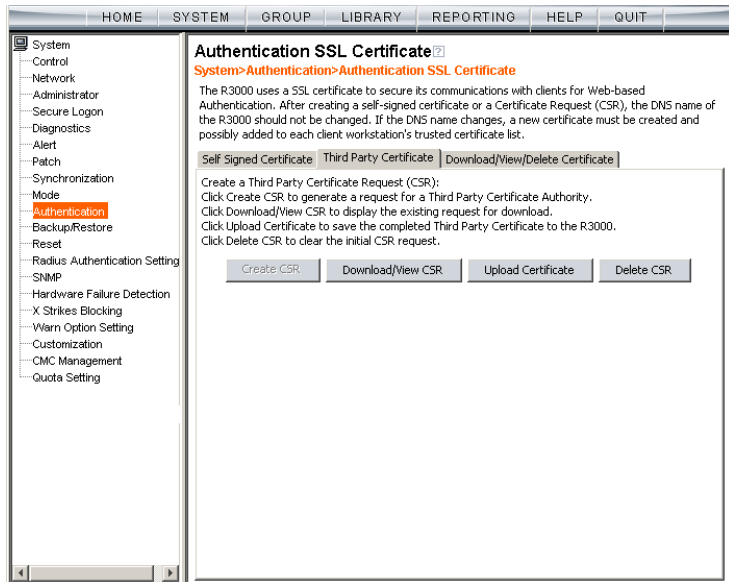 HOME SYSTEM GROUP LIBRARY REPORTING HELP QUIT
System
Control
Network
Administrator
Secure Logon
Diagnostics
Alert
Patch
Synchronization
Mode
Authentication
Backup/Restore
Reset
Radius Authentication Setting
SNMP
Hardware Failure Detection
X Strikes Blocking
Warn Option Setting
Customization
CMC Management
Quota Setting
Authentication SSL Certificate ?
System>Authentication>Authentication SSL Certificate
The R3000 uses a SSL certificate to secure its communications with clients for Web-based
Authentication. After creating a self-signed certificate or a Certificate Request (CSR), the DNS name of
the R3000 should not be changed. If the DNS name changes, a new certificate must be created and
possibly added to each client workstation's trusted certificate list.
Self Signed Certificate Third Party Certificate Download/View/Delete Certificate
Create a Third Party Certificate Request (CSR):
Click Create CSR to generate a request for a Third Party Certificate Authority.
Click Download/View CSR to display the existing request for download.
Click Upload Certificate to save the completed Third Party Certificate to the R3000.
Click Delete CSR to clear the initial CSR request.
Create CSR Download/View CSR Upload Certificate Delete CSR